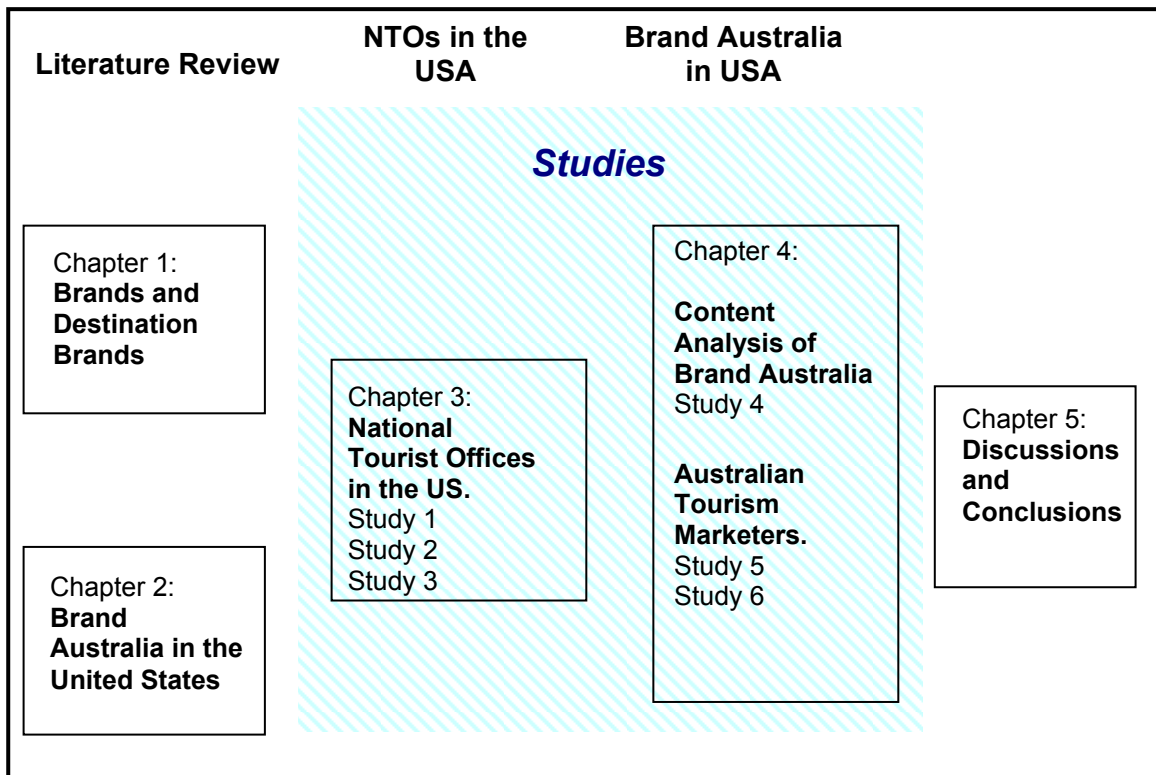 Literature Review
NTOs in the
USA
Brand Australia
in USA
Studies
Chapter 1:
Brands and
Destination
Brands
Chapter 2:
Brand
Australia in the
United States
Chapter 3:
National
Tourist Offices
in the US.
Study 1
Study 2
Study 3
Chapter 4:
Content
Analysis of
Brand Australia
Study 4
Australian
Tourism
Marketers.
Study 5
Study 6
Chapter 5:
Discussions
and
Conclusions